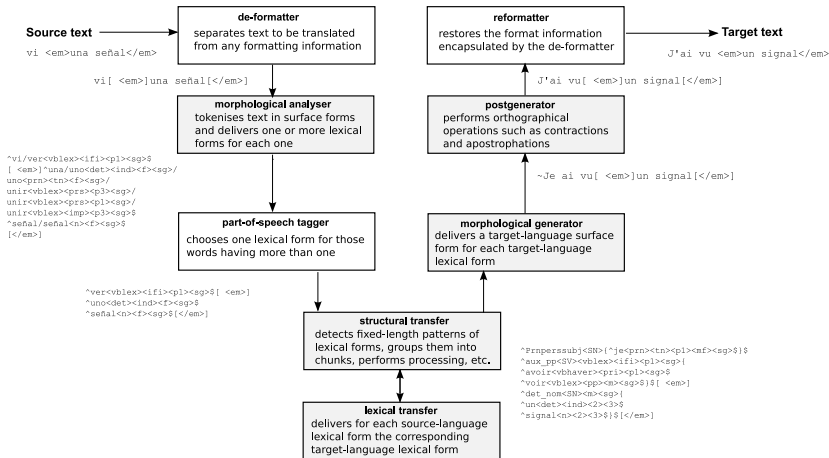 Source text
vi <em>una señal</em>
de-formatter
separates text to be translated
from any formatting information
vi[ <em>]una señal[</em>]
morphological analyser
tokenises text in surface forms
and delivers one or more lexical
forms for each one
^vi/ver<vblex><ifi><p1><sg>$
[ <em>]^una/uno<det><ind><f><sg>/
uno<prn><tn><f><sg>/
unir<vblex><prs><p3><sg>/
unir<vblex><prs><p1><sg>/
unir<vblex><imp><p3><sg>$
^señal/señal<n><f><sg>$
[</em>]
part-of-speech tagger
chooses one lexical form for those
words having more than one
^ver<vblex><ifi><p1><sg>$[ <em>]
^uno<det><ind><f><sg>$
^señal<n><f><sg>$[</em>]
structural transfer
detects fixed-length patterns of
lexical forms, groups them into
chunks, performs processing, etc.
lexical transfer
delivers for each source-language
lexical form the corresponding
target-language lexical form
^Prnperssubj<SN>{^je<prn><tn><p1><mf><sg>$}$
^aux_pp<SV><vblex><ifi><p1><sg>{
^avoir<vbhaver><pri><p1><sg>$
^voir<vblex><pp><m><sg>$}$[ <em>]
^det_nom<SN><m><sg>{
^un<det><ind><2><3>$
^signal<n><2><3>$}$[</em>]
morphological generator
delivers a target-language surface
form for each target-language
lexical form
~Je ai vu[ <em>]un signal[</em>]
postgenerator
performs orthographical
operations such as contractions
and apostrophations
J'ai vu[ <em>]un signal[</em>]
reformatter
restores the format information
encapsulated by the de-formatter
Target text
J'ai vu <em>un signal</em>